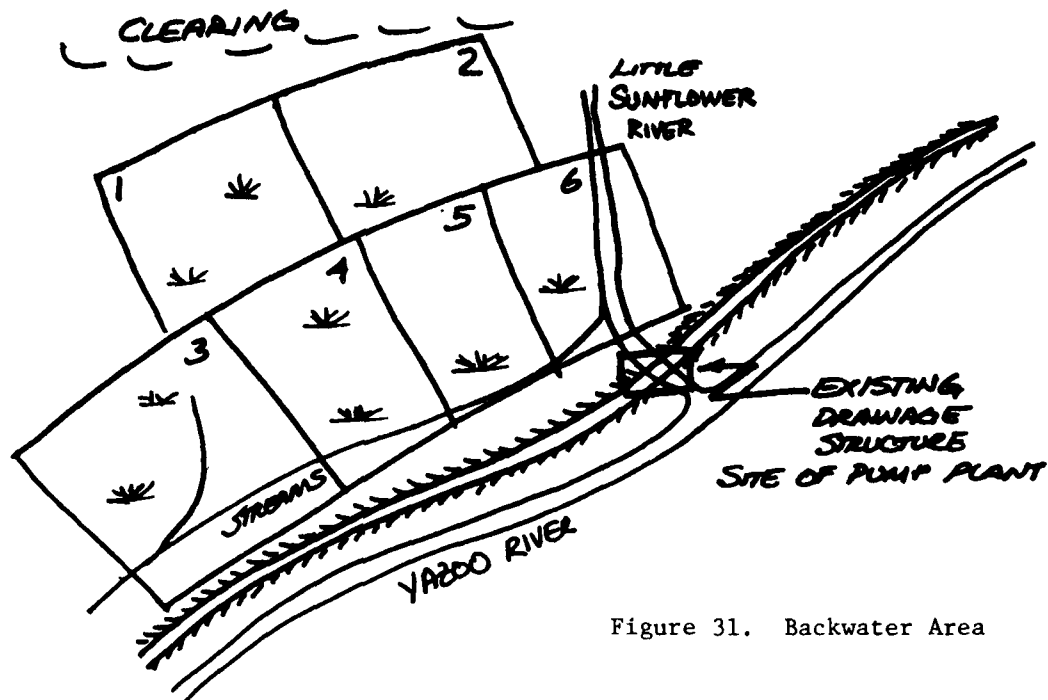 CLEARING
2
LITTLE
SUNFLOWER
RIVER
1
6
5
4
3
EXISTING
DRAINAGE
STRUCTURE
SITE OF PUMP PLANT
STREAMS
YAZOO RIVER
Figure 31. Backwater Area